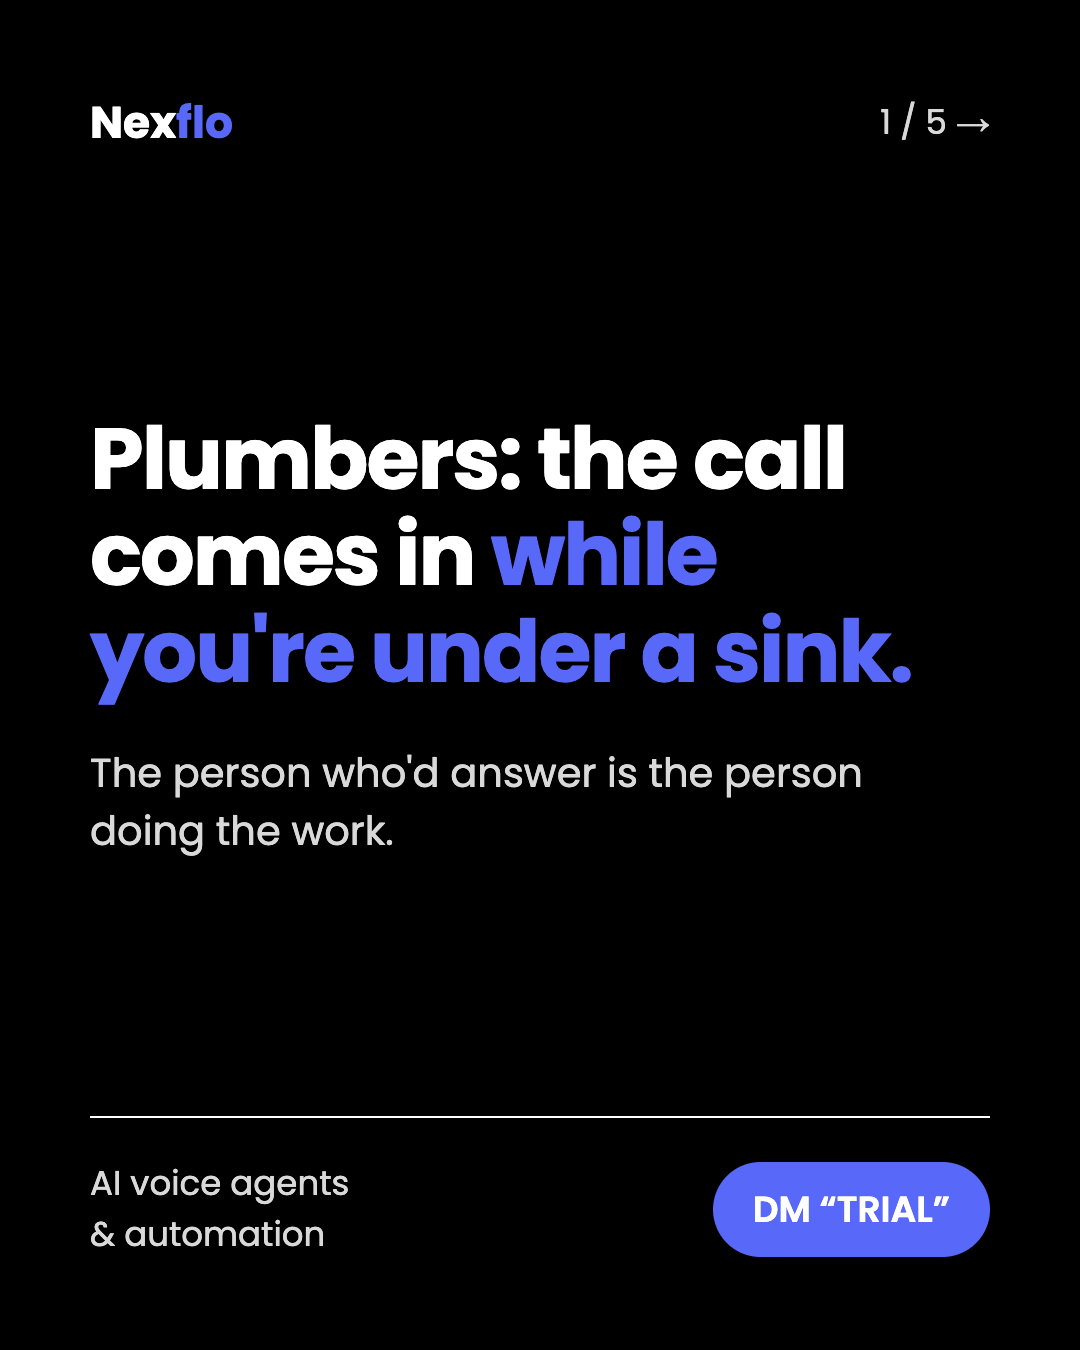 Nexflo
1 / 5 →
Plumbers: the call
comes in while
you're under a sink.
The person who'd answer is the person
doing the work.
AI voice agents
& automation
DM “TRIAL”